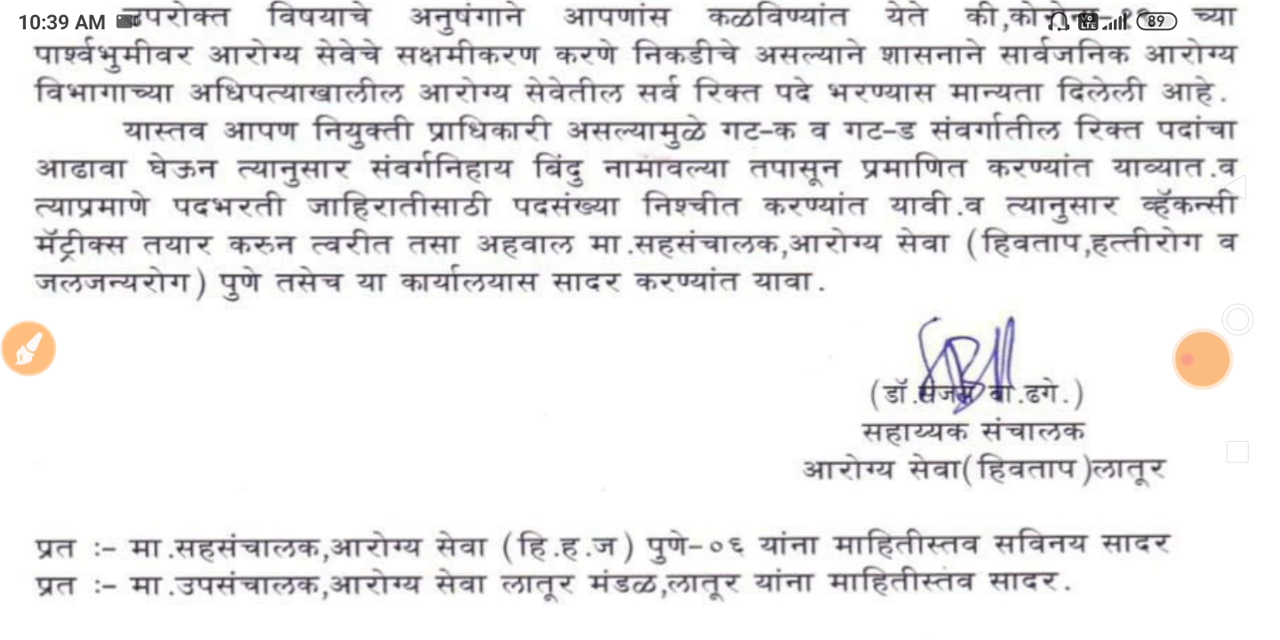 10:39 AM
उपरोक्त विषयाचे अनुषंगाने आपणांस कळविण्यांत येते की, च्या
89
पार्श्वभुमीवर आरोग्य सेवेचे सक्षमीकरण करणे निकडीचे असल्याने शासनाने सार्वजनिक आरोग्य
विभागाच्या अधिपत्याखालील आरोग्य सेवेतील सर्व रिक्त पदे भरण्यास मान्यता दिलेली आहे.
यास्तव आपण नियुक्ती प्राधिकारी असल्यामुळे गट-क व गट-ड संवर्गातील रिक्त पदांचा
आढावा घेऊन त्यानुसार संवर्गनिहाय बिंदु नामावल्या तपासून प्रमाणित करण्यांत याव्यात.व
त्याप्रमाणे पदभरती जाहिरातीसाठी पदसंख्या निश्चीत करण्यांत यावी.व त्यानुसार व्हॅकन्सी
मॅट्रीक्स तयार करुन त्वरीत तसा अहवाल मा.सहसंचालक,आरोग्य सेवा (हिवताप,हत्तीरोग व
जलजन्यरोग) पुणे तसेच या कार्यालयास सादर करण्यांत यावा.
(डॉ. .ढगे.)
सहाय्यक संचालक
आरोग्य सेवा(हिवताप)लातूर
प्रत :- मा.सहसंचालक,आरोग्य सेवा (हि.ह.ज) पुणे-०६ यांना माहितीस्तव सविनय सादर
प्रत :- मा.उपसंचालक,आरोग्य सेवा लातूर मंडळ,लातूर यांना माहितीस्तव सादर.